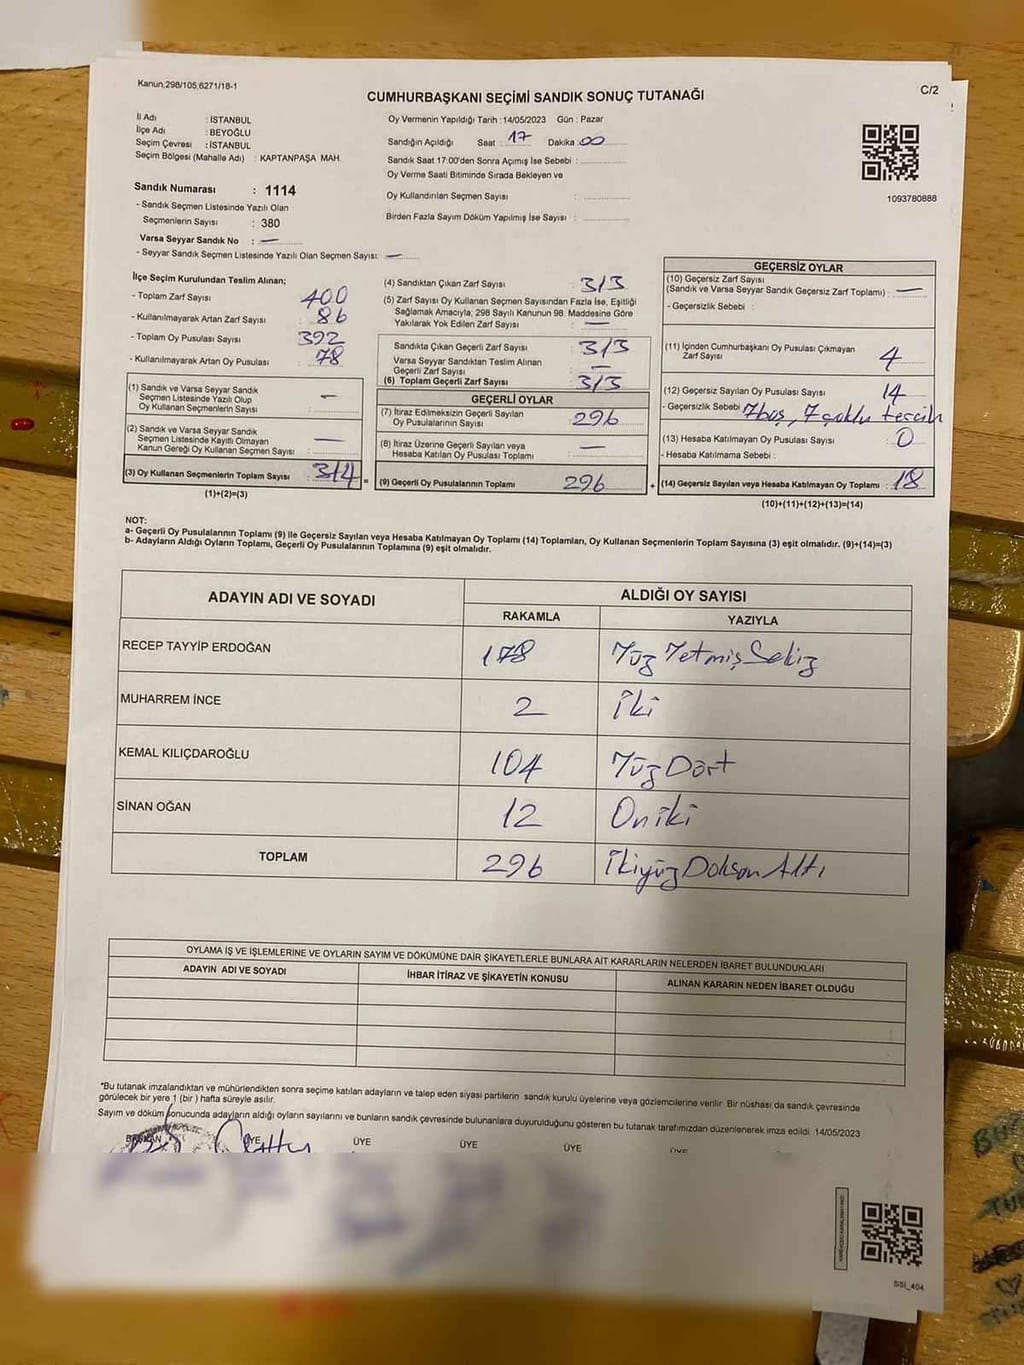 Kanun.298/105,6271/18-1
C/2
CUMHURBAŞKANI SEÇİMİ SANDIK SONUÇ TUTANAĞI
İl Adı : İSTANBUL
İlçe Adı : BEYOĞLU
Seçim Çevresi : İSTANBUL
Seçim Bölgesi (Mahalle Adı) : KAPTANPAŞA MAH.
Sandık Numarası : 1114
- Sandık Seçmen Listesinde Yazılı Olan
Seçmenlerin Sayısı : 380
Varsa Seyyar Sandık No : —
- Seyyar Sandık Seçmen Listesinde Yazılı Olan Seçmen Sayısı: —
Oy Vermenin Yapıldığı Tarih : 14/05/2023 Gün : Pazar
Sandığın Açıldığı Saat : 17 Dakika : 00
Sandık Saat 17:00'den Sonra Açımış İse Sebebi :
Oy Verme Saati Bitiminde Sırada Bekleyen ve
Oy Kullandırılan Seçmen Sayısı :
Birden Fazla Sayım Döküm Yapılmış İse Sayısı :
1093780888
İlçe Seçim Kurulundan Teslim Alınan;
- Toplam Zarf Sayısı : 400
- Kullanılmayarak Artan Zarf Sayısı : 86
- Toplam Oy Pusulası Sayısı : 392
- Kullanılmayarak Artan Oy Pusulası : 78
(1) Sandık ve Varsa Seyyar Sandık
Seçmen Listesinde Yazılı Olup
Oy Kullanan Seçmenlerin Sayısı : —
(2) Sandık ve Varsa Seyyar Sandık
Seçmen Listesinde Kayıtlı Olmayan
Kanun Gereği Oy Kullanan Seçmen Sayısı : —
(3) Oy Kullanan Seçmenlerin Toplam Sayısı : 314
(1)+(2)=(3)
(4) Sandıktan Çıkan Zarf Sayısı : 313
(5) Zarf Sayısı Oy Kullanan Seçmen Sayısından Fazla İse, Eşitliği
Sağlamak Amacıyla, 298 Sayılı Kanunun 98. Maddesine Göre
Yakılarak Yok Edilen Zarf Sayısı : —
Sandıkta Çıkan Geçerli Zarf Sayısı : 313
Varsa Seyyar Sandıktan Teslim Alınan
Geçerli Zarf Sayısı : —
(6) Toplam Geçerli Zarf Sayısı : 313
GEÇERLİ OYLAR
(7) İtiraz Edilmeksizin Geçerli Sayılan
Oy Pusulalarının Sayısı : 296
(8) İtiraz Üzerine Geçerli Sayılan veya
Hesaba Katılan Oy Pusulası Toplamı : —
= (9) Geçerli Oy Pusulalarının Toplamı : 296
GEÇERSİZ OYLAR
(10) Geçersiz Zarf Sayısı
(Sandık ve Varsa Seyyar Sandık Geçersiz Zarf Toplamı) : —
- Geçersizlik Sebebi :
(11) İçinden Cumhurbaşkanı Oy Pusulası Çıkmayan
Zarf Sayısı : 4
(12) Geçersiz Sayılan Oy Pusulası Sayısı : 14
- Geçersizlik Sebebi 7 boş, 7 çoklu tercih
(13) Hesaba Katılmayan Oy Pusulası Sayısı : 0
- Hesaba Katılmama Sebebi :
+ (14) Geçersiz Sayılan veya Hesaba Katılmayan Oy Toplamı : 18
(10)+(11)+(12)+(13)=(14)
NOT:
a- Geçerli Oy Pusulalarının Toplamı (9) ile Geçersiz Sayılan veya Hesaba Katılmayan Oy Toplamı (14) Toplamları, Oy Kullanan Seçmenlerin Toplam Sayısına (3) eşit olmalıdır. (9)+(14)=(3)
b- Adayların Aldığı Oyların Toplamı, Geçerli Oy Pusulalarının Toplamına (9) eşit olmalıdır.
ADAYIN ADI VE SOYADI ALDIĞI OY SAYISI
RAKAMLA YAZIYLA
RECEP TAYYİP ERDOĞAN 178 Yüz Yetmiş Sekiz
MUHARREM İNCE 2 İki
KEMAL KILIÇDAROĞLU 104 Yüz Dört
SİNAN OĞAN 12 On iki
TOPLAM 296 İkiyüz Doksan Altı
OYLAMA İŞ VE İŞLEMLERİNE VE OYLARIN SAYIM VE DÖKÜMÜNE DAİR ŞİKAYETLERLE BUNLARA AİT KARARLARIN NELERDEN İBARET BULUNDUKLARI
ADAYIN ADI VE SOYADI İHBAR İTİRAZ VE ŞİKAYETİN KONUSU ALINAN KARARIN NEDEN İBARET OLDUĞU
*Bu tutanak imzalandıktan ve mühürlendikten sonra seçime katılan adayların ve talep eden siyasi partilerin sandık kurulu üyelerine veya gözlemcilerine verilir. Bir nüshası da sandık çevresinde
görülecek bir yere 1 (bir ) hafta süreyle asılır.
Sayım ve döküm sonucunda adayların aldığı oyların sayılarını ve bunların sandık çevresinde bulunanlara duyurulduğunu gösteren bu tutanak tarafımızdan düzenlenerek imza edildi. 14/05/2023
BAŞKAN ÜYE ÜYE ÜYE ÜYE ÜYE
SSİ_404